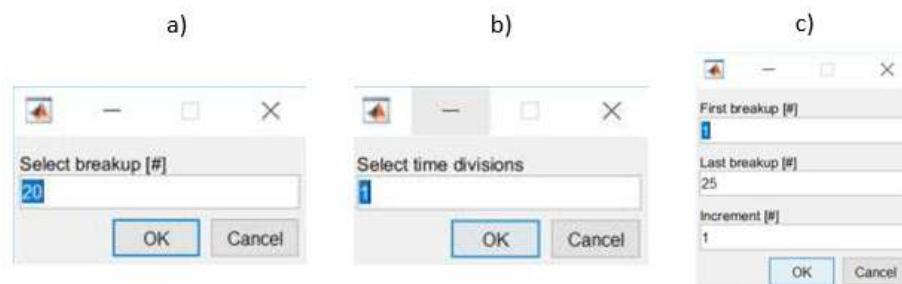 a)
b)
c)
Select breakup [#]
20
OK Cancel
Select time divisions
1
OK Cancel
First breakup [#]
1
Last breakup [#]
25
Increment [#]
1
OK Cancel